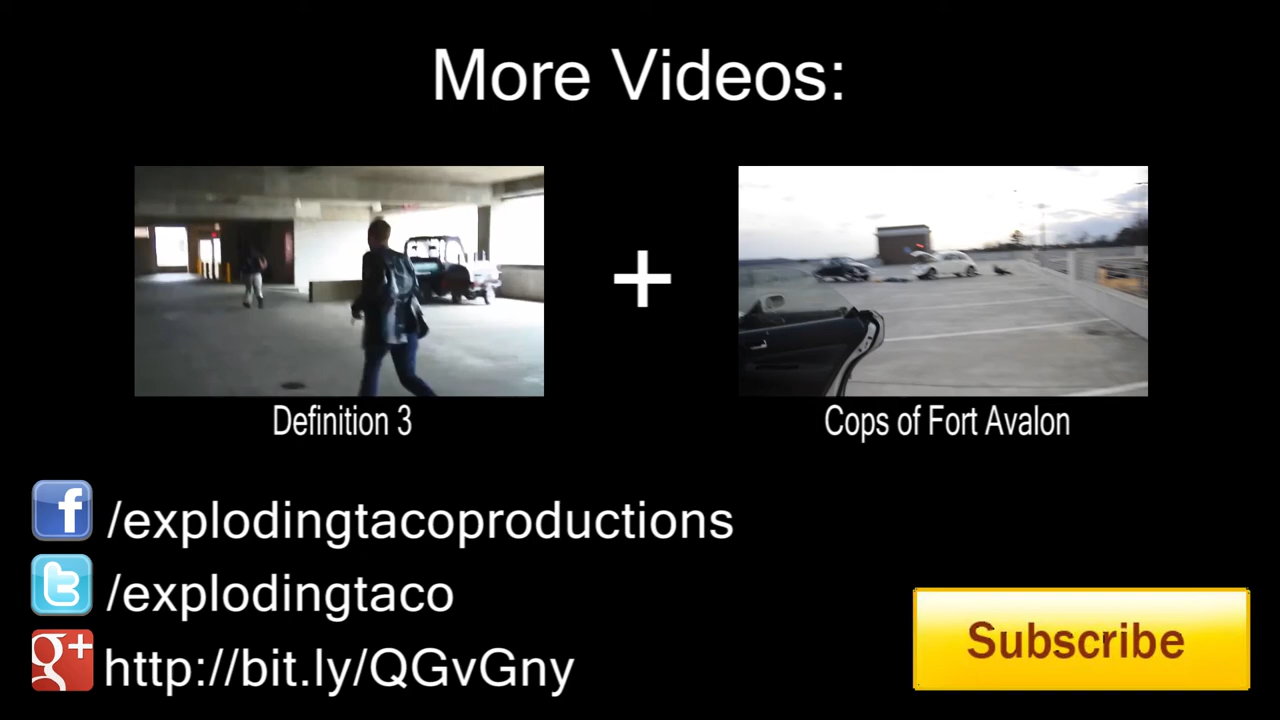 More Videos:
+
Definition 3
Cops of Fort Avalon
f /explodingtacoproductions
t /explodingtaco
g+ http://bit.ly/QGvGny
Subscribe